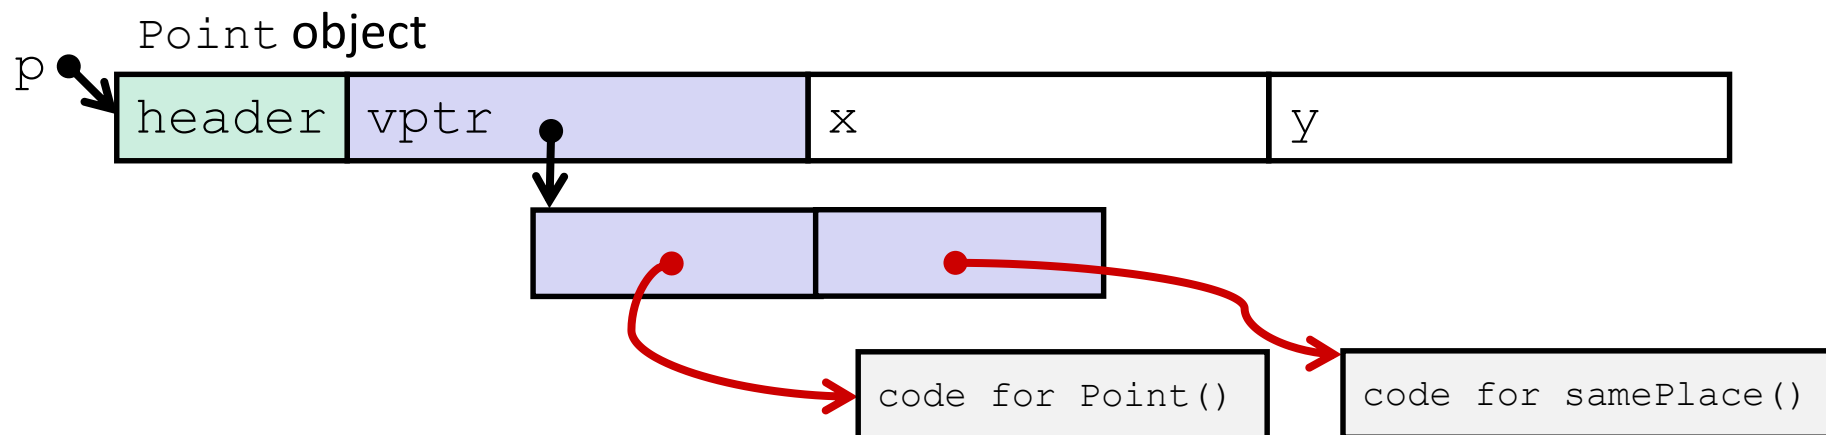 Point object
p
header vptr x y
code for Point() code for samePlace()